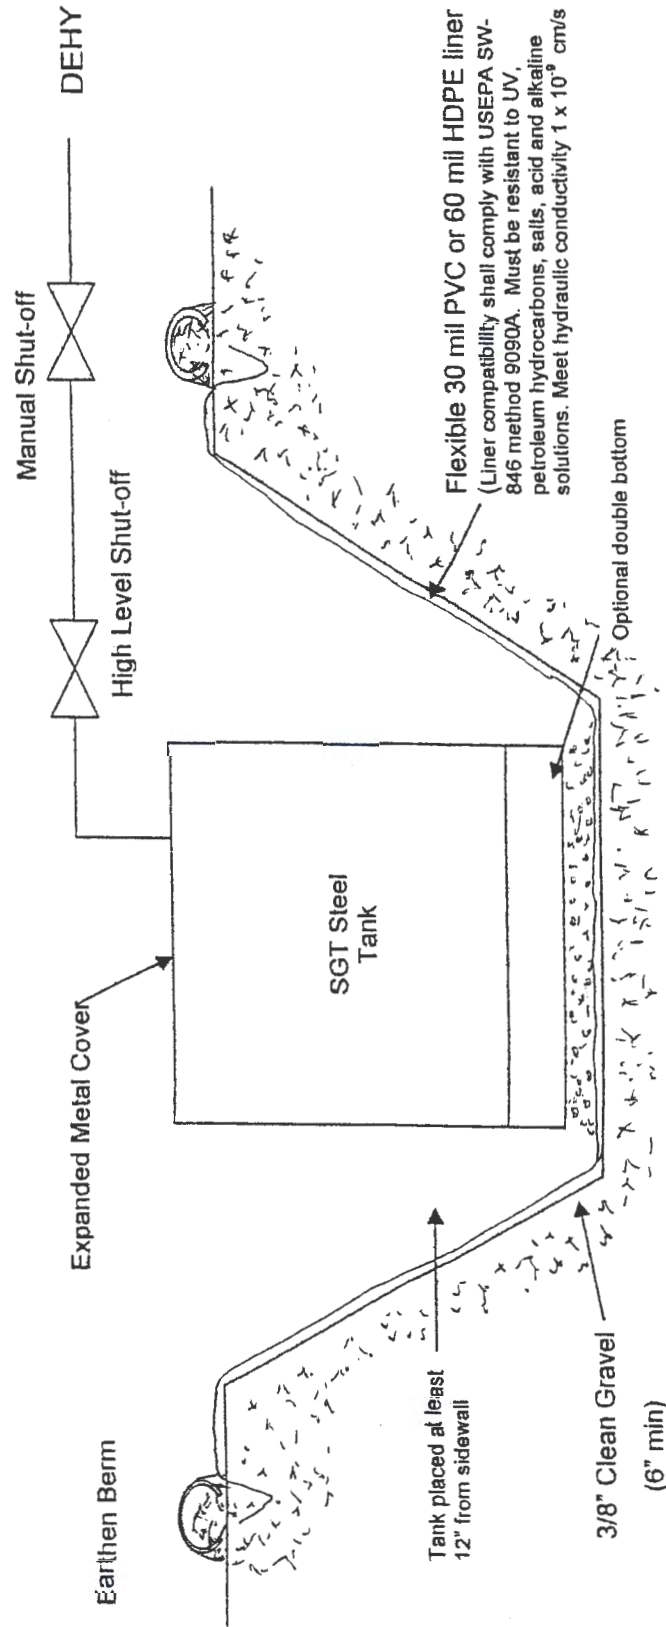 Earthen Berm
Expanded Metal Cover
High Level Shut-off
Manual Shut-off
DEHY
SGT Steel
Tank
Tank placed at least
12" from sidewall
3/8" Clean Gravel
(6" min)
Flexible 30 mil PVC or 60 mil HDPE liner
(Liner compatibility shall comply with USEPA SW-
846 method 9090A. Must be resistant to UV,
petroleum hydrocarbons, salts, acid and alkaline
solutions. Meet hydraulic conductivity 1 x 10⁻⁹ cm/s
Optional double bottom